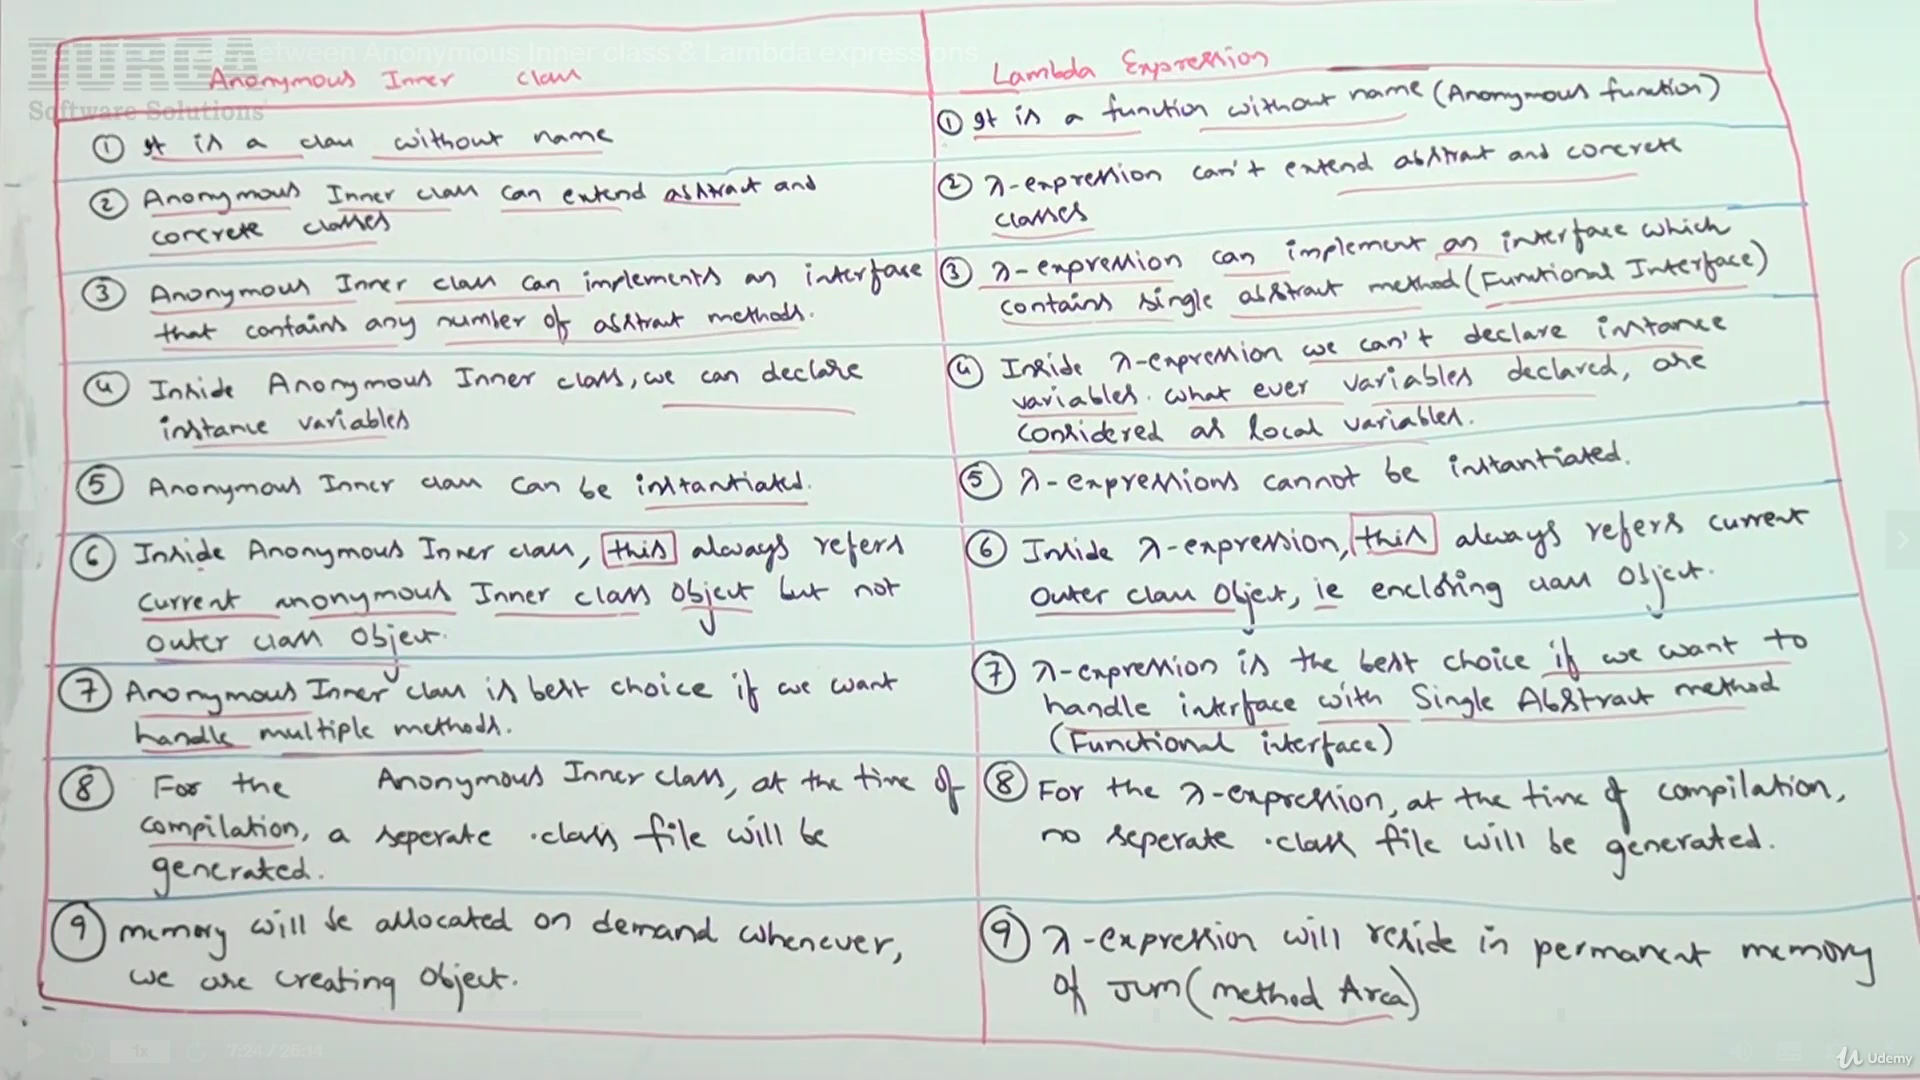 DURGA
Software Solutions
between Anonymous Inner class & Lambda expressions
Anonymous Inner class
① It is a class without name
② Anonymous Inner class can extend abstract and
concrete classes
③ Anonymous Inner class can implements an interface
that contains any number of abstract methods.
④ Inside Anonymous Inner class, we can declare
instance variables
⑤ Anonymous Inner class can be instantiated.
⑥ Inside Anonymous Inner class, this always refers
current anonymous Inner class object but not
outer class object.
⑦ Anonymous Inner class is best choice if we want
handle multiple methods.
⑧ For the Anonymous Inner class, at the time of
compilation, a seperate .class file will be
generated.
⑨ memory will be allocated on demand whenever,
we are creating object.
Lambda Expression
① It is a function without name (Anonymous function)
② λ-expression can't extend abstract and concrete
classes
③ λ-expression can implement an interface which
contains single abstract method (Functional Interface)
④ Inside λ-expression we can't declare instance
variables. what ever variables declared, are
considered as local variables.
⑤ λ-expressions cannot be instantiated.
⑥ Inside λ-expression, this always refers current
outer class object, ie enclosing class object.
⑦ λ-expression is the best choice if we want to
handle interface with Single Abstract method
(Functional interface)
⑧ For the λ-expression, at the time of compilation,
no seperate .class file will be generated.
⑨ λ-expression will reside in permanent memory
of JVM (method Area)
1x
7:24 / 26:14
Udemy